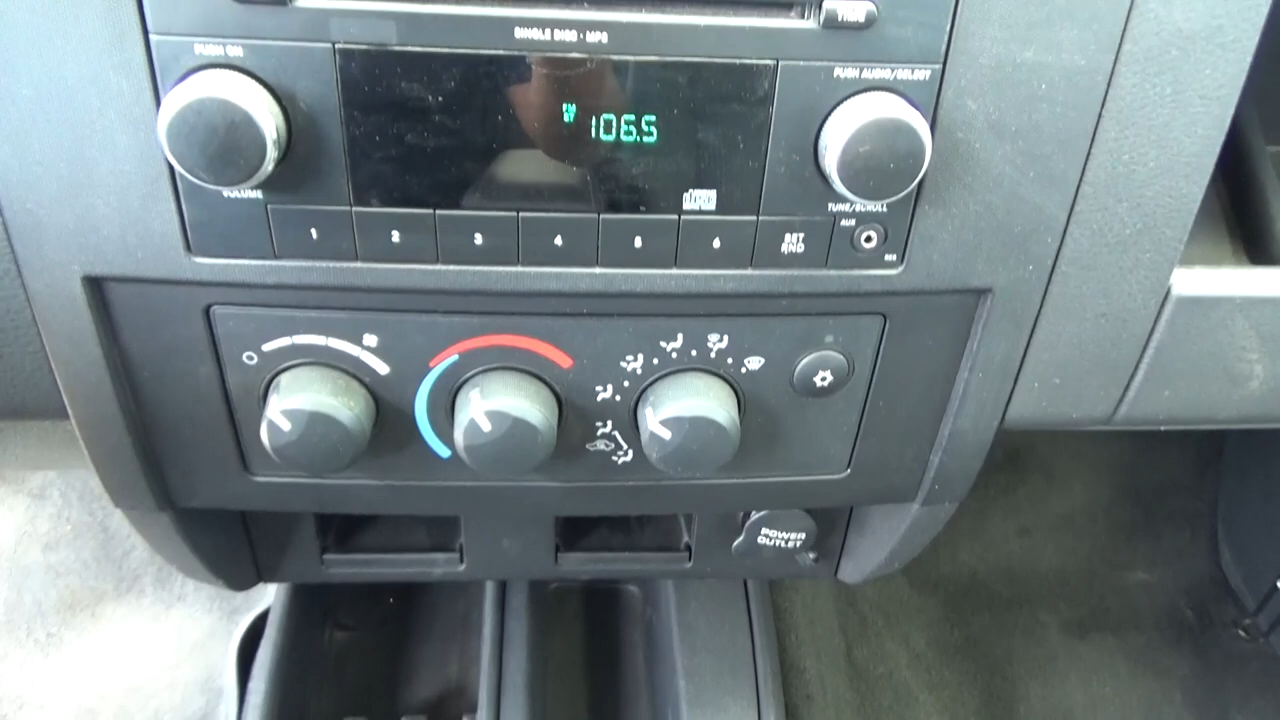 SINGLE DISC • MP3
PUSH ON
PUSH AUDIO/SELECT
FM
106.5
VOLUME
TUNE/SCROLL
1 2 3 4 5 6 SET
RND
AUX
POWER
OUTLET